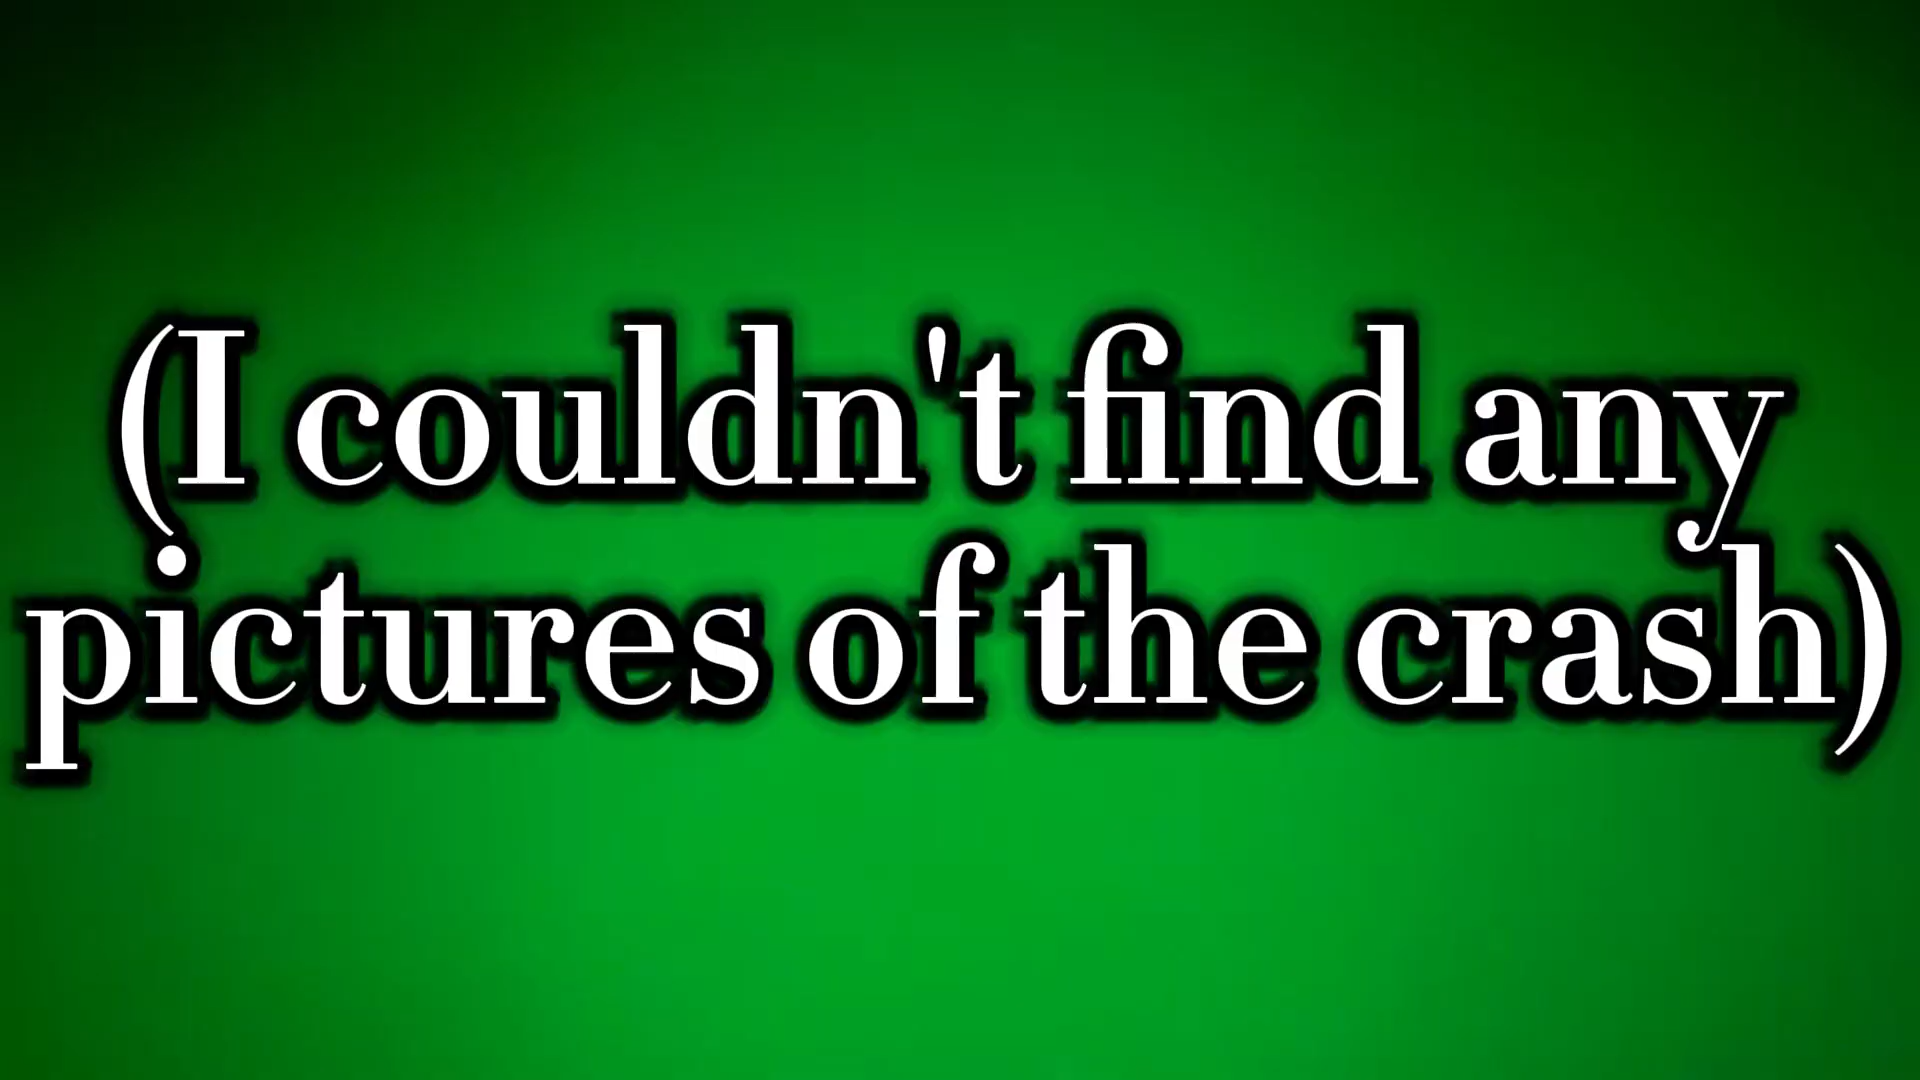 (I couldn't find any
pictures of the crash)